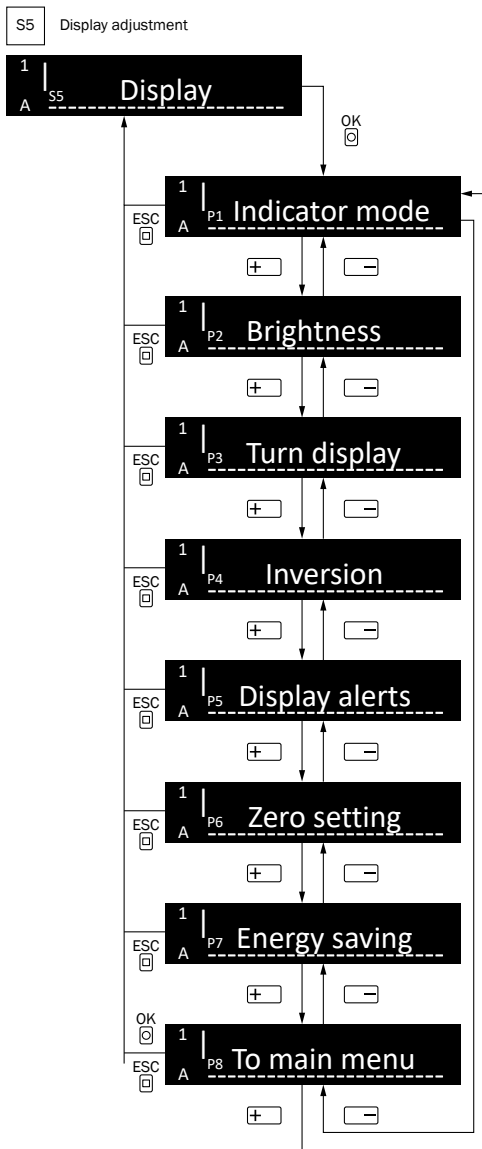 S5 Display adjustment
1
S5 Display
A
OK
1
P1 Indicator mode
A
ESC
+ −
1
P2 Brightness
A
ESC
+ −
1
P3 Turn display
A
ESC
+ −
1
P4 Inversion
A
ESC
+ −
1
P5 Display alerts
A
ESC
+ −
1
P6 Zero setting
A
ESC
+ −
1
P7 Energy saving
A
ESC
+ −
OK
1
P8 To main menu
A
ESC
+ −